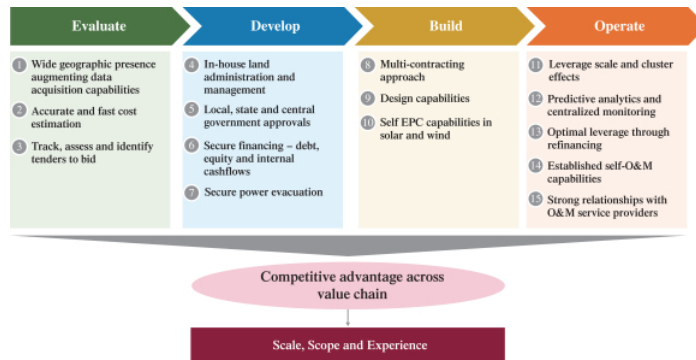 Evaluate
Develop
Build
Operate
1 Wide geographic presence
augmenting data
acquisition capabilities
2 Accurate and fast cost
estimation
3 Track, assess and identify
tenders to bid
4 In-house land
administration and
management
5 Local, state and central
government approvals
6 Secure financing – debt,
equity and internal
cashflows
7 Secure power evacuation
8 Multi-contracting
approach
9 Design capabilities
10 Self EPC capabilities in
solar and wind
11 Leverage scale and cluster
effects
12 Predictive analytics and
centralized monitoring
13 Optimal leverage through
refinancing
14 Established self-O&M
capabilities
15 Strong relationships with
O&M service providers
Competitive advantage across
value chain
Scale, Scope and Experience